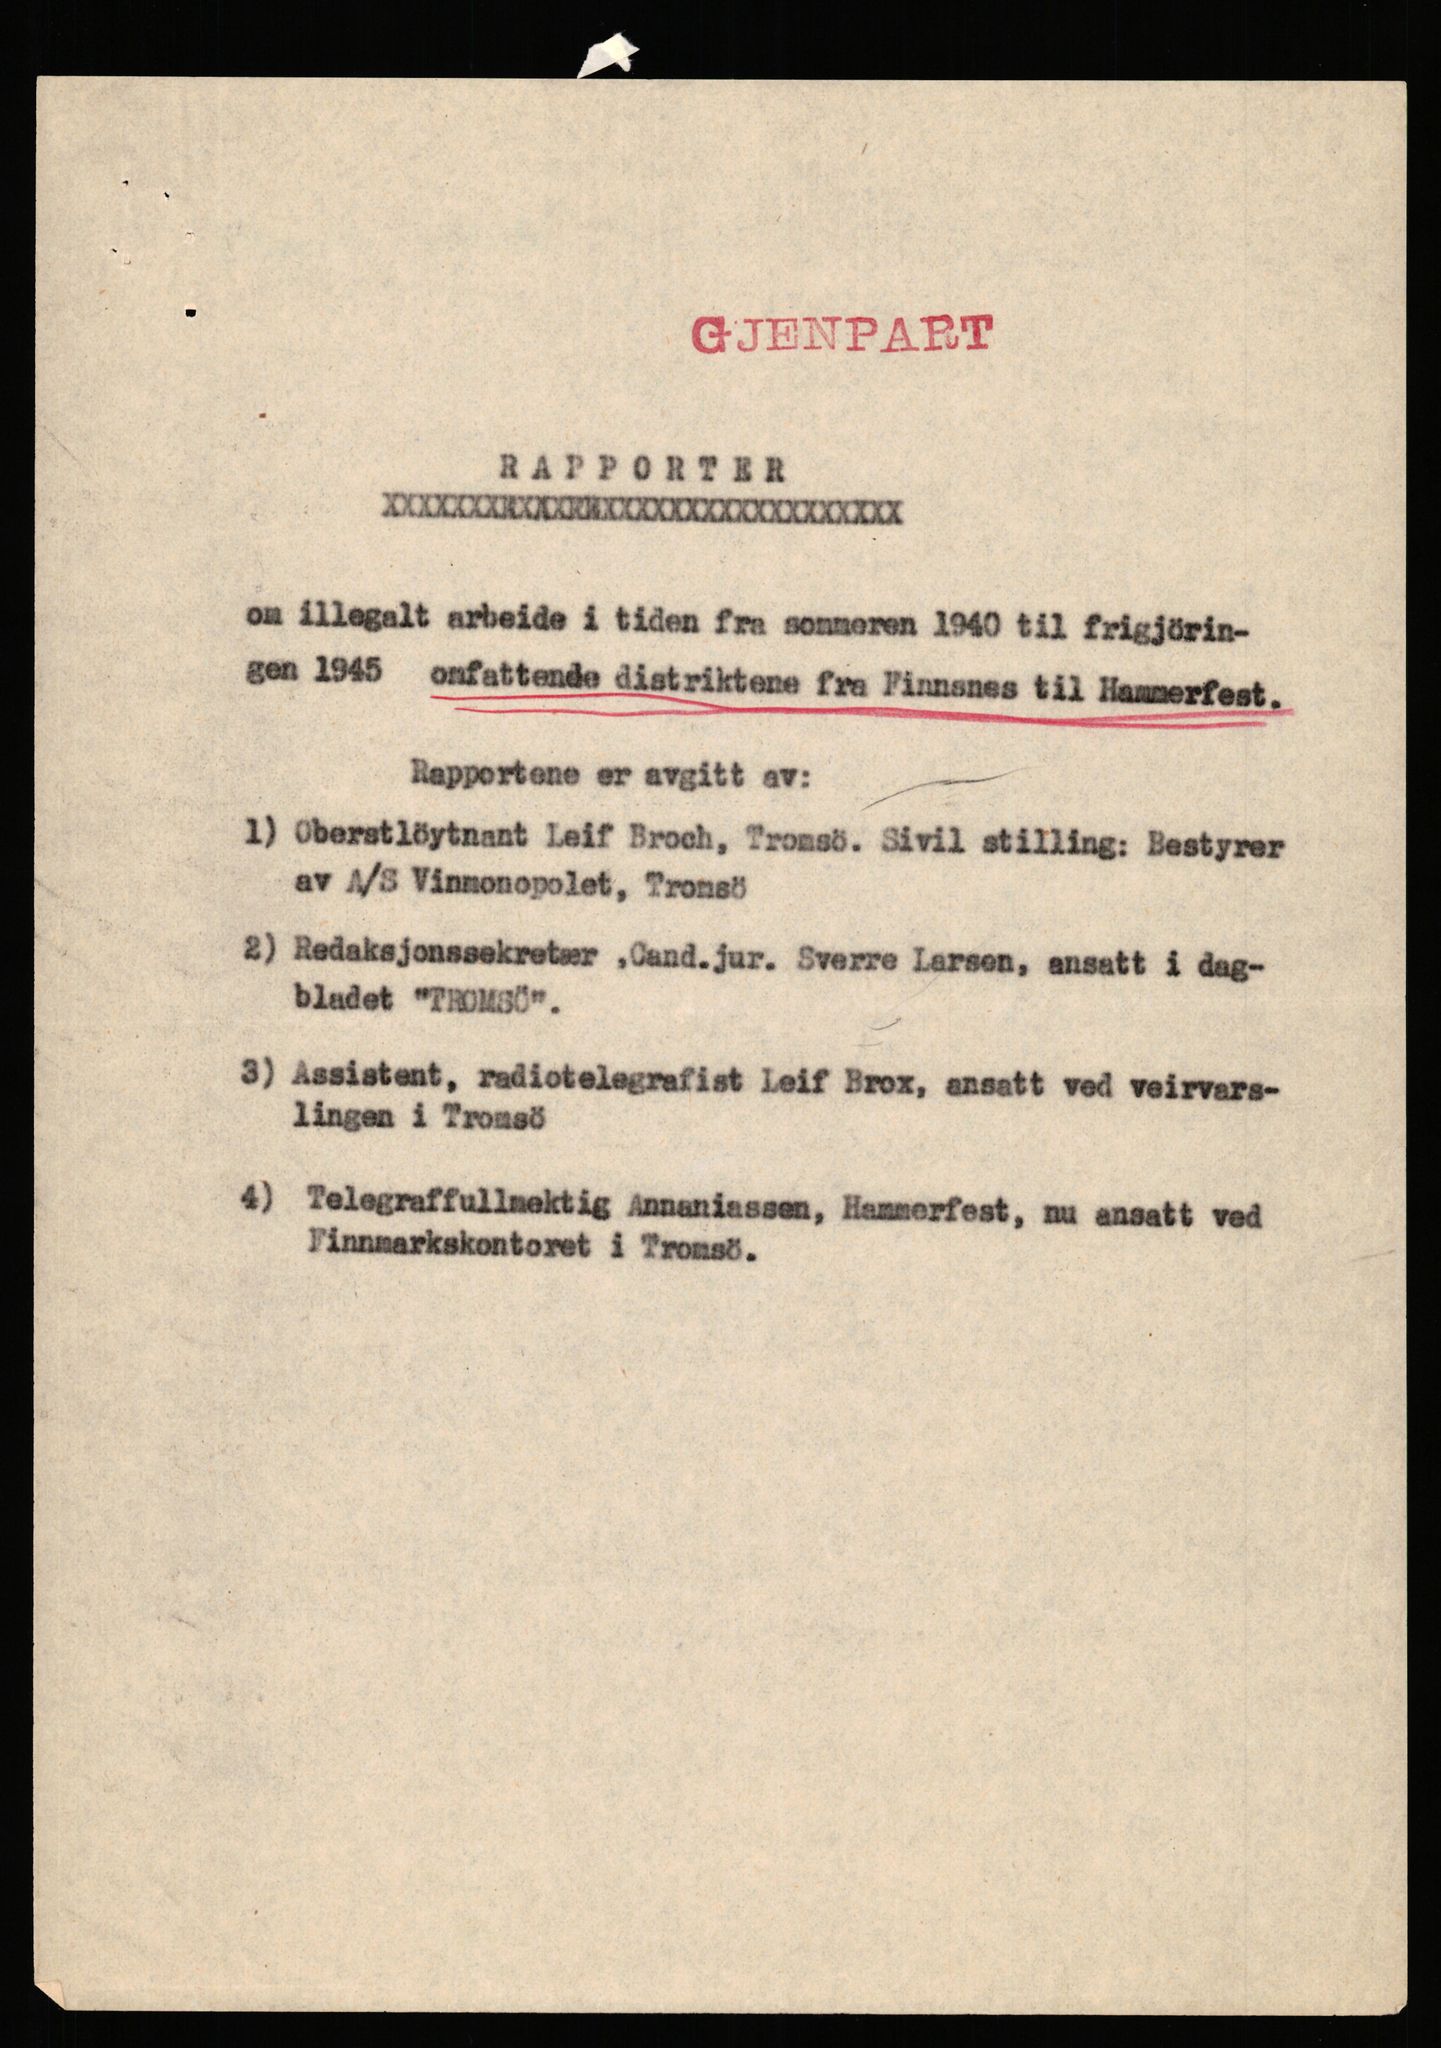 GJENPART
R A P P O R T E R
om illegalt arbeide i tiden fra sommeren 1940 til frigjörin-
gen 1945 omfattende distriktene fra Finnsnes til Hammerfest.
Rapportene er avgitt av:
1) Oberstlöytnant Leif Broch, Tromsö. Sivil stilling: Bestyrer
av A/S Vinmonopolet, Tromsö
2) Redaksjonssekretær ,Cand.jur. Sverre Larsen, ansatt i dag-
bladet "TROMSÖ".
3) Assistent, radiotelegrafist Leif Brox, ansatt ved veirvars-
lingen i Tromsö
4) Telegraffullmektig Annaniassen, Hammerfest, nu ansatt ved
Finnmarkskontoret i Tromsö.